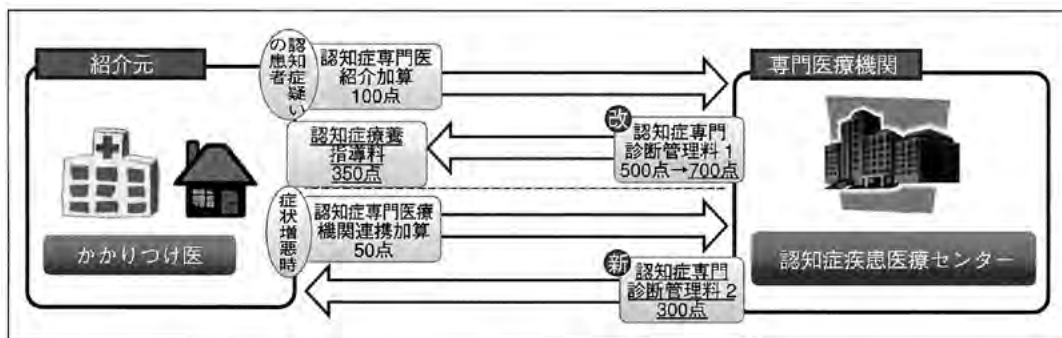 紹介元
認知症疑い
の患者
認知症専門医
紹介加算
100点
専門医療機関
認知症療養
指導料
350点
改
認知症専門
診断管理料1
500点→700点
症状増悪時
認知症専門医療
機関連携加算
50点
新
認知症専門
診断管理料2
300点
かかりつけ医
認知症疾患医療センター